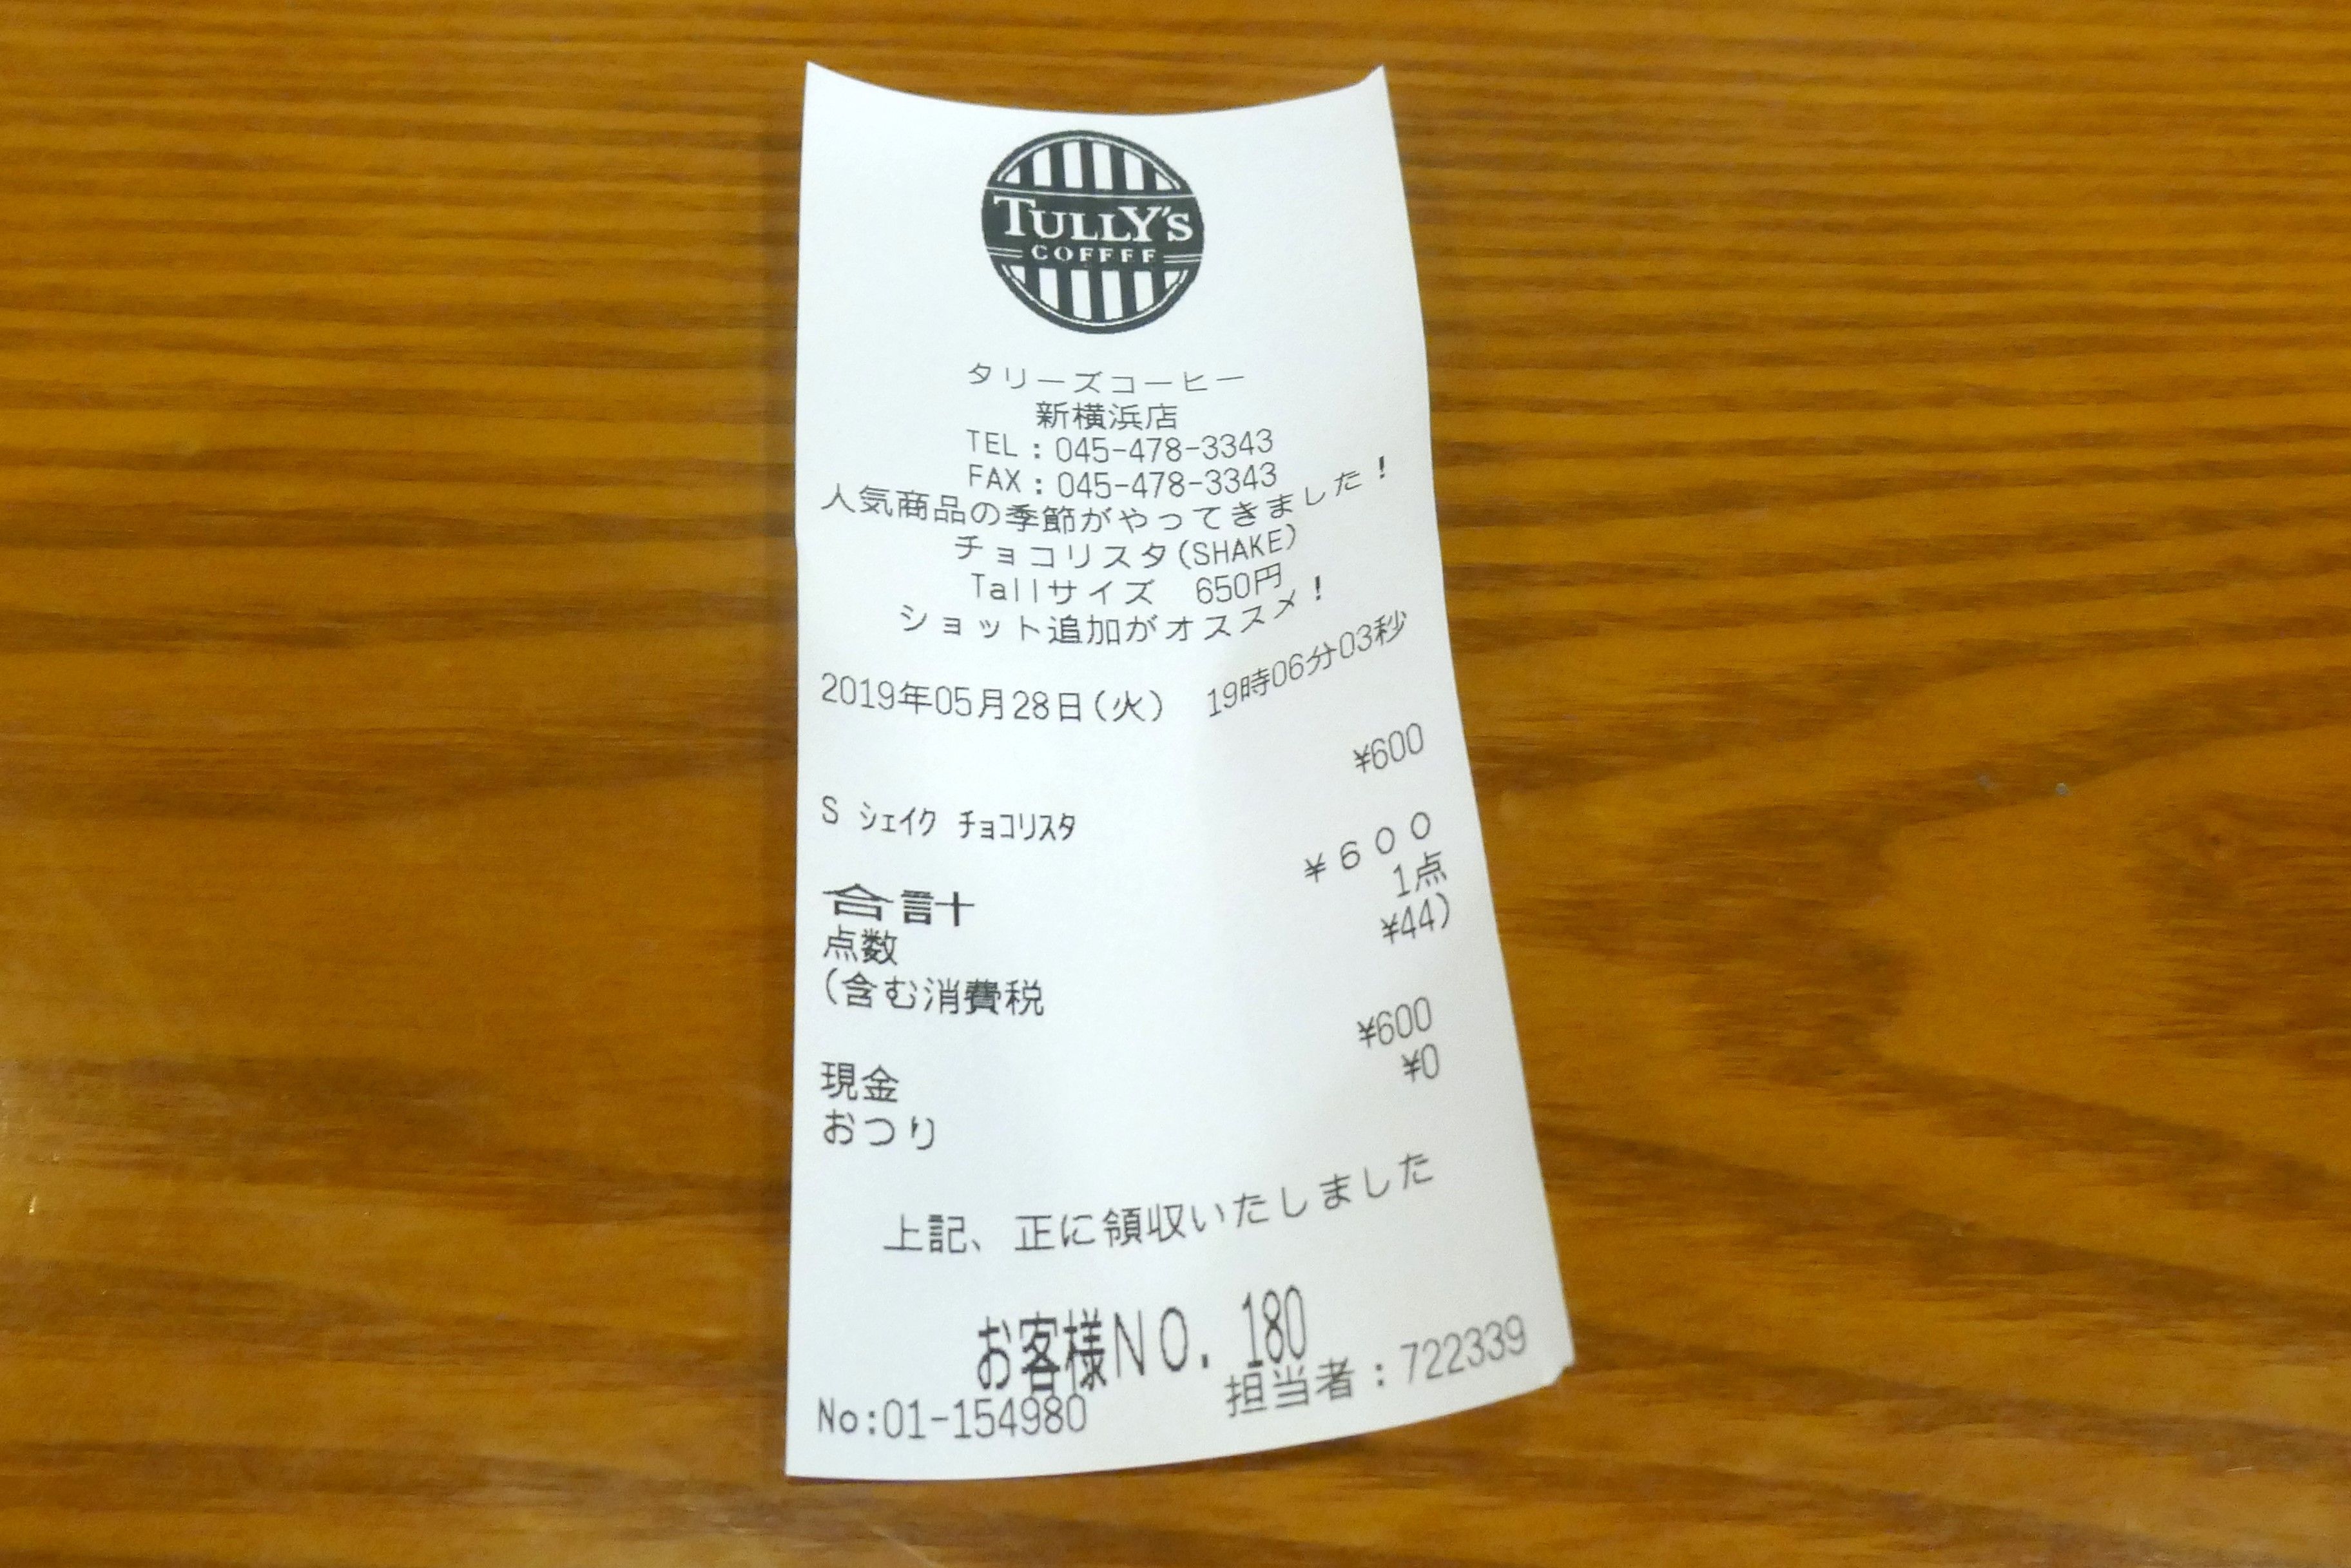 TULLY'S
COFFEE
タリーズコーヒー
新横浜店
TEL：045-478-3343
FAX：045-478-3343
人気商品の季節がやってきました！
チョコリスタ(SHAKE)
Tallサイズ　650円
ショット追加がオススメ！
2019年05月28日(火)　19時06分03秒
S ｼｪｲｸ ﾁｮｺﾘｽﾀ ¥600
合計 ￥６００
点数 1点
(含む消費税 ¥44)
現金 ¥600
おつり ¥0
上記、正に領収いたしました
お客様NO. 180
No:01-154980 担当者：722339